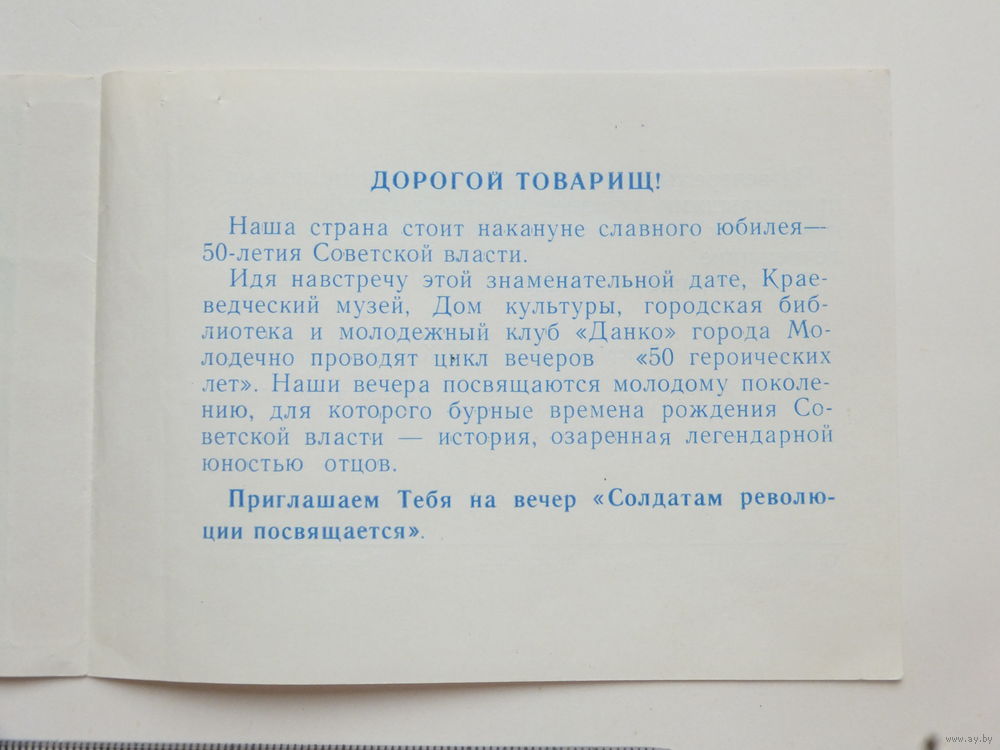 ДОРОГОЙ ТОВАРИЩ!
Наша страна стоит накануне славного юбилея—
50-летия Советской власти.
Идя навстречу этой знаменательной дате, Крае-
ведческий музей, Дом культуры, городская биб-
лиотека и молодежный клуб «Данко» города Мо-
лодечно проводят цикл вечеров «50 героических
лет». Наши вечера посвящаются молодому поколе-
нию, для которого бурные времена рождения Со-
ветской власти — история, озаренная легендарной
юностью отцов.
Приглашаем Тебя на вечер «Солдатам револю-
ции посвящается».
www.ay.by